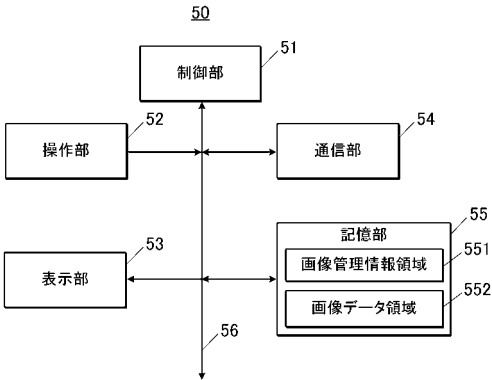 50
制御部
51
操作部
52
通信部
54
表示部
53
記憶部
55
画像管理情報領域
551
画像データ領域
552
56